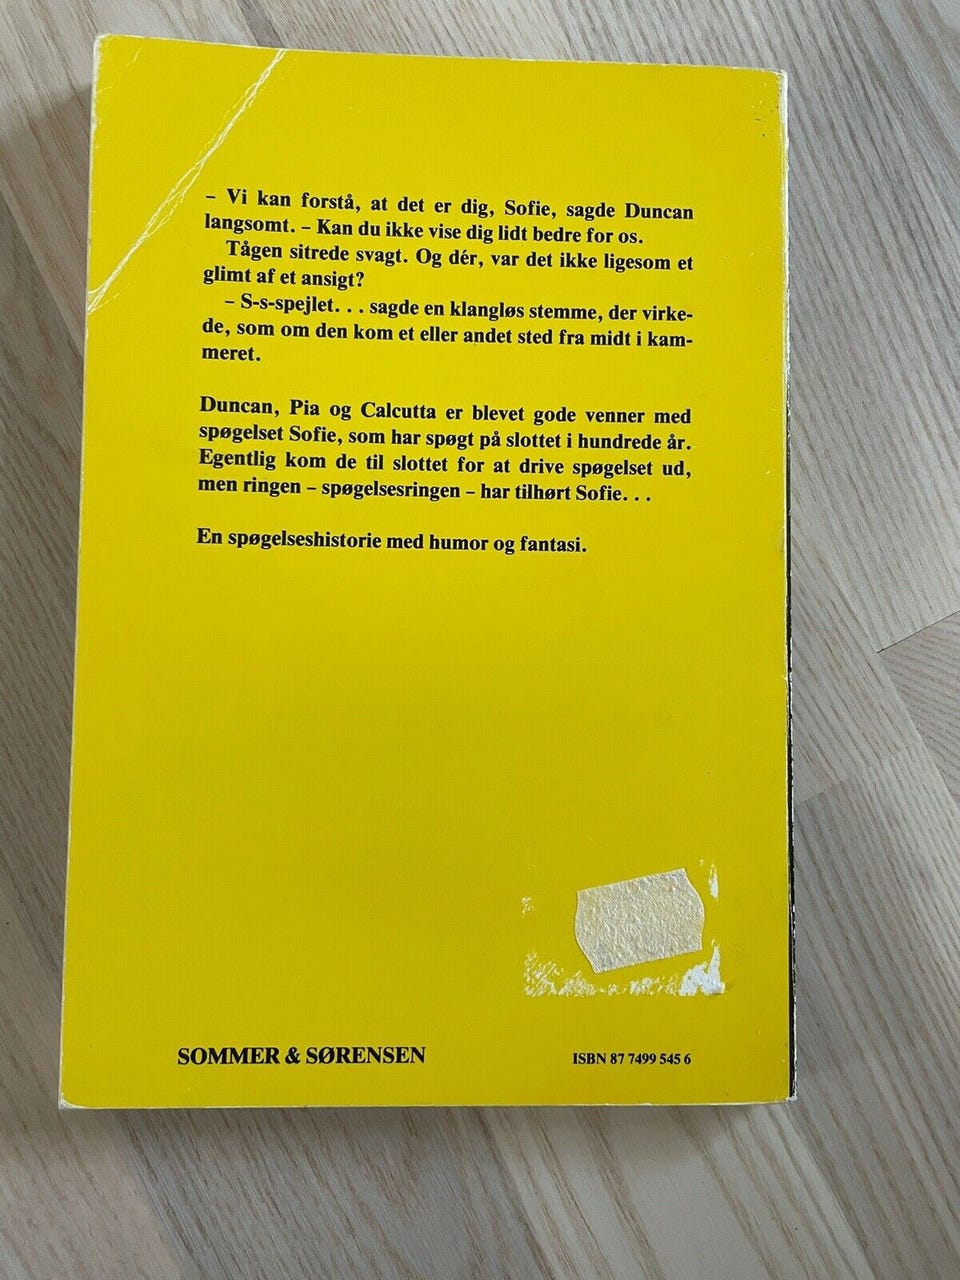 – Vi kan forstå, at det er dig, Sofie, sagde Duncan
langsomt. – Kan du ikke vise dig lidt bedre for os.
Tågen sitrede svagt. Og dér, var det ikke ligesom et
glimt af et ansigt?
– S-s-spejlet. . . sagde en klangløs stemme, der virke-
de, som om den kom et eller andet sted fra midt i kam-
meret.
Duncan, Pia og Calcutta er blevet gode venner med
spøgelset Sofie, som har spøgt på slottet i hundrede år.
Egentlig kom de til slottet for at drive spøgelset ud,
men ringen – spøgelsesringen – har tilhørt Sofie. . .
En spøgelseshistorie med humor og fantasi.
SOMMER & SØRENSEN
ISBN 87 7499 545 6